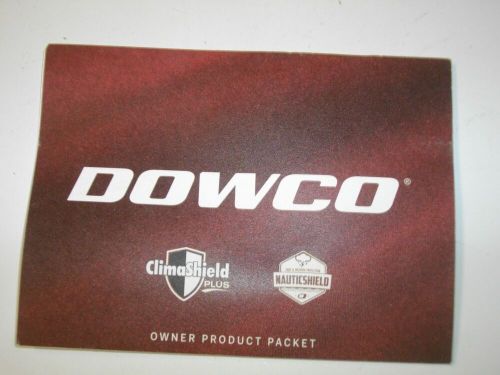 DOWCO®
ClimaShield
PLUS
NAUTICSHIELD
OWNER PRODUCT PACKET